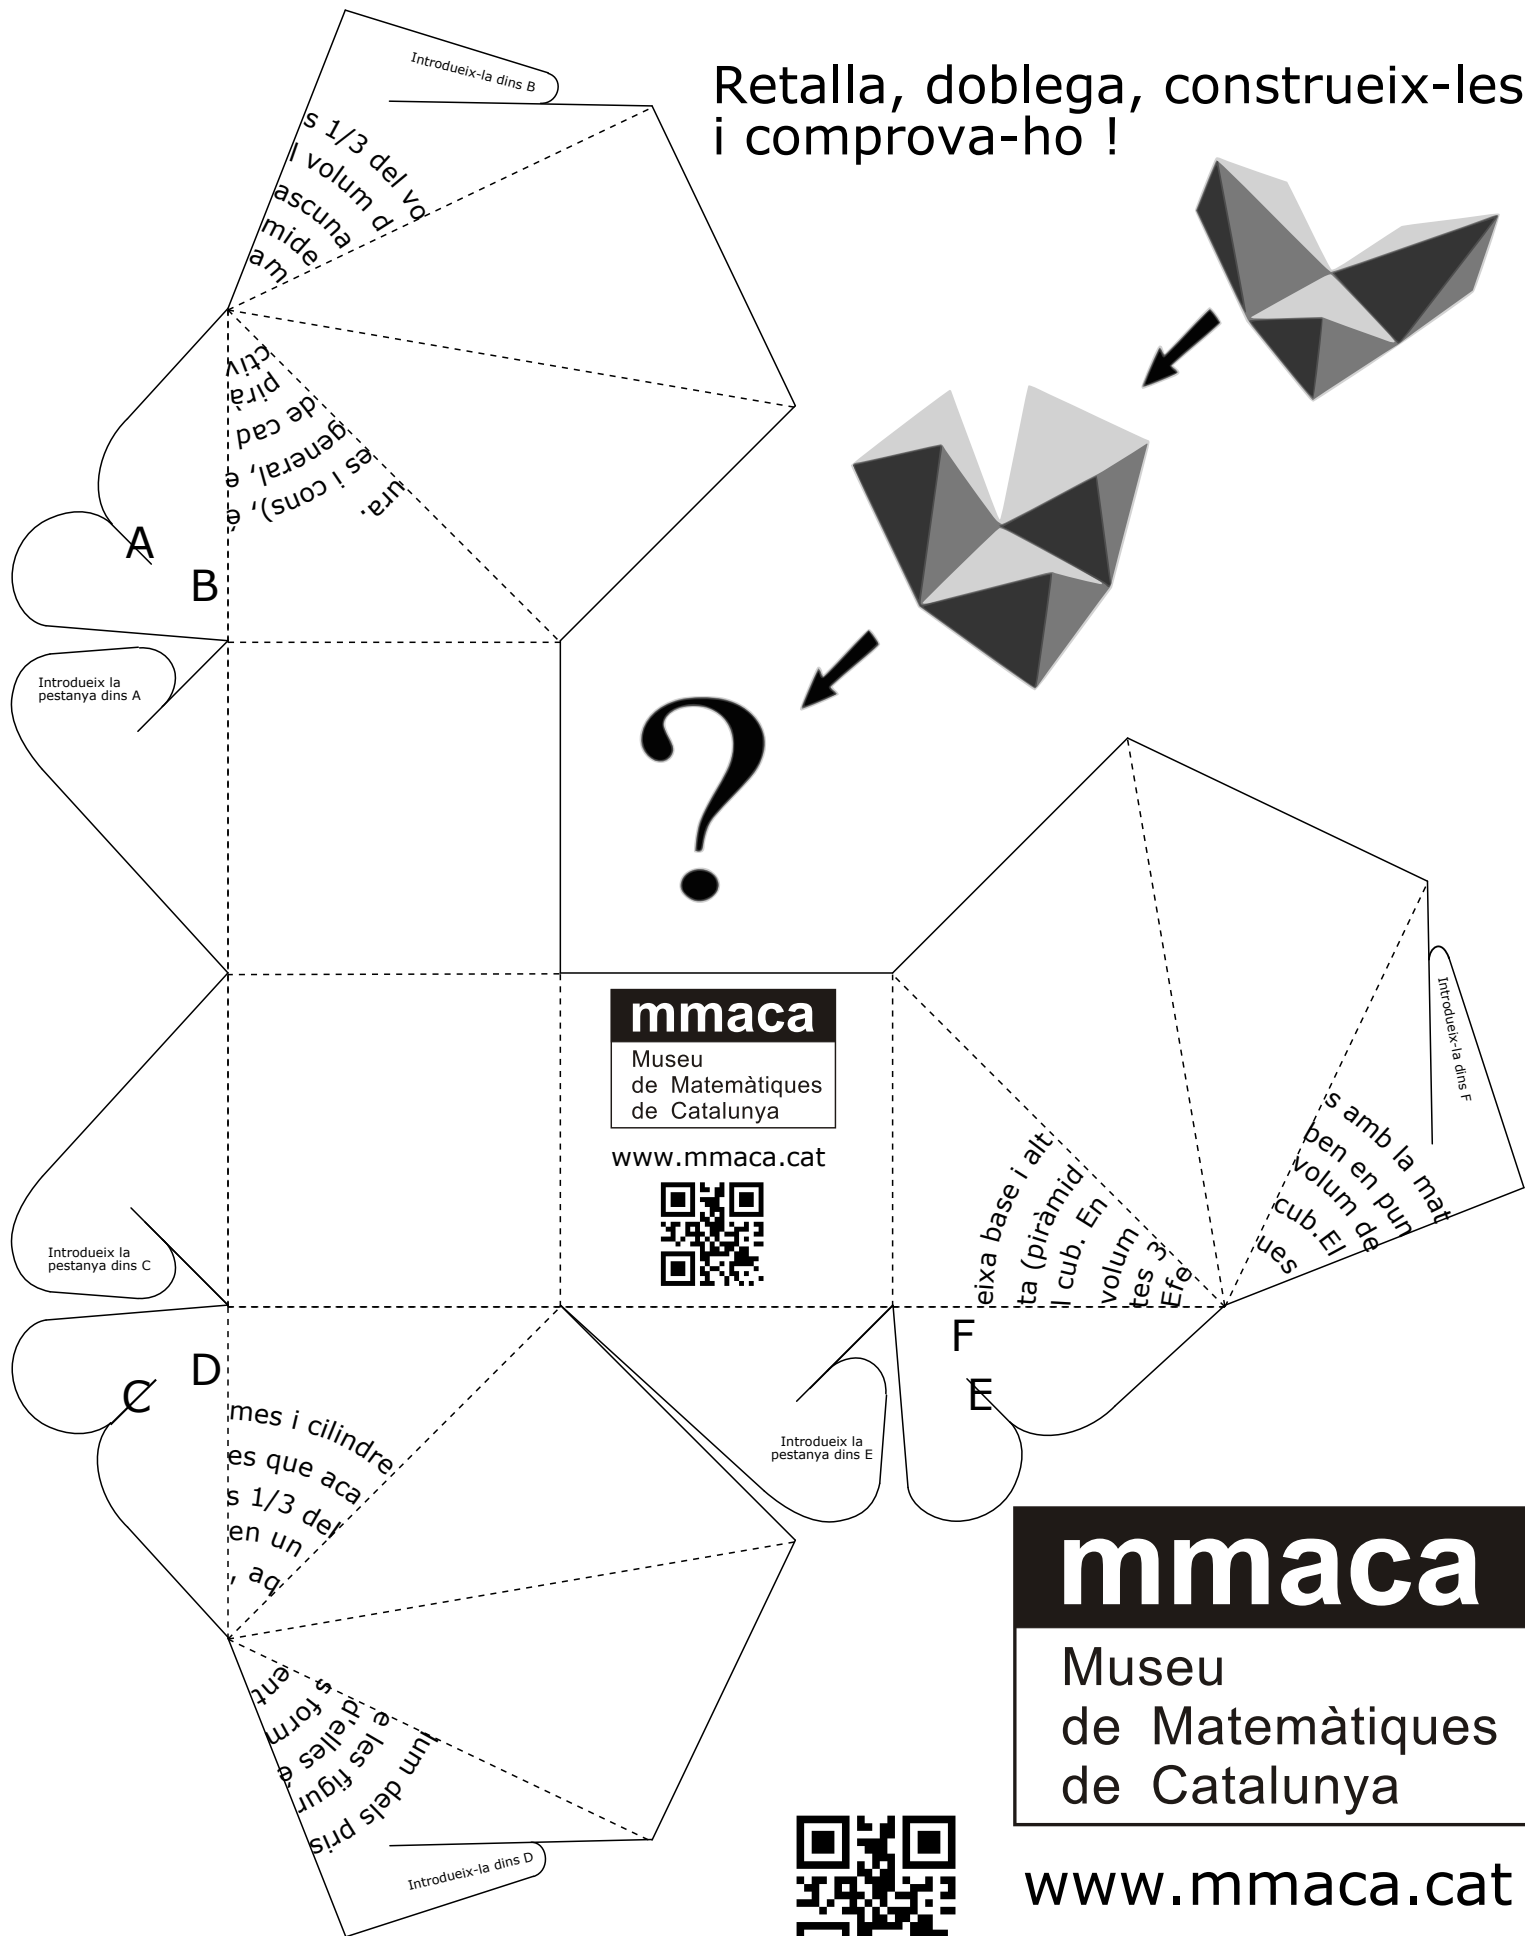 Retalla, doblega, construeix-les
i comprova-ho !
Introdueix-la dins B
s 1/3 del vo
l volum d
ascuna
mide
am
ctiv
pirà
de cad
general, é
es i cons), é
ura.
A
B
Introdueix la
pestanya dins A
mmaca
Museu
de Matemàtiques
de Catalunya
www.mmaca.cat
Introdueix-la dins F
s amb la mat
ben en pun
volum de
cub.El
ues
eixa base i alt
ta (piràmid
l cub. En
volum
tes 3
Efe
Introdueix la
pestanya dins C
D
C
F
E
mes i cilindre
es que aca
s 1/3 del
en un
, aq
Introdueix la
pestanya dins E
ent
s form
d'elles é
e les figur
lum dels pris
Introdueix-la dins D
mmaca
Museu
de Matemàtiques
de Catalunya
www.mmaca.cat